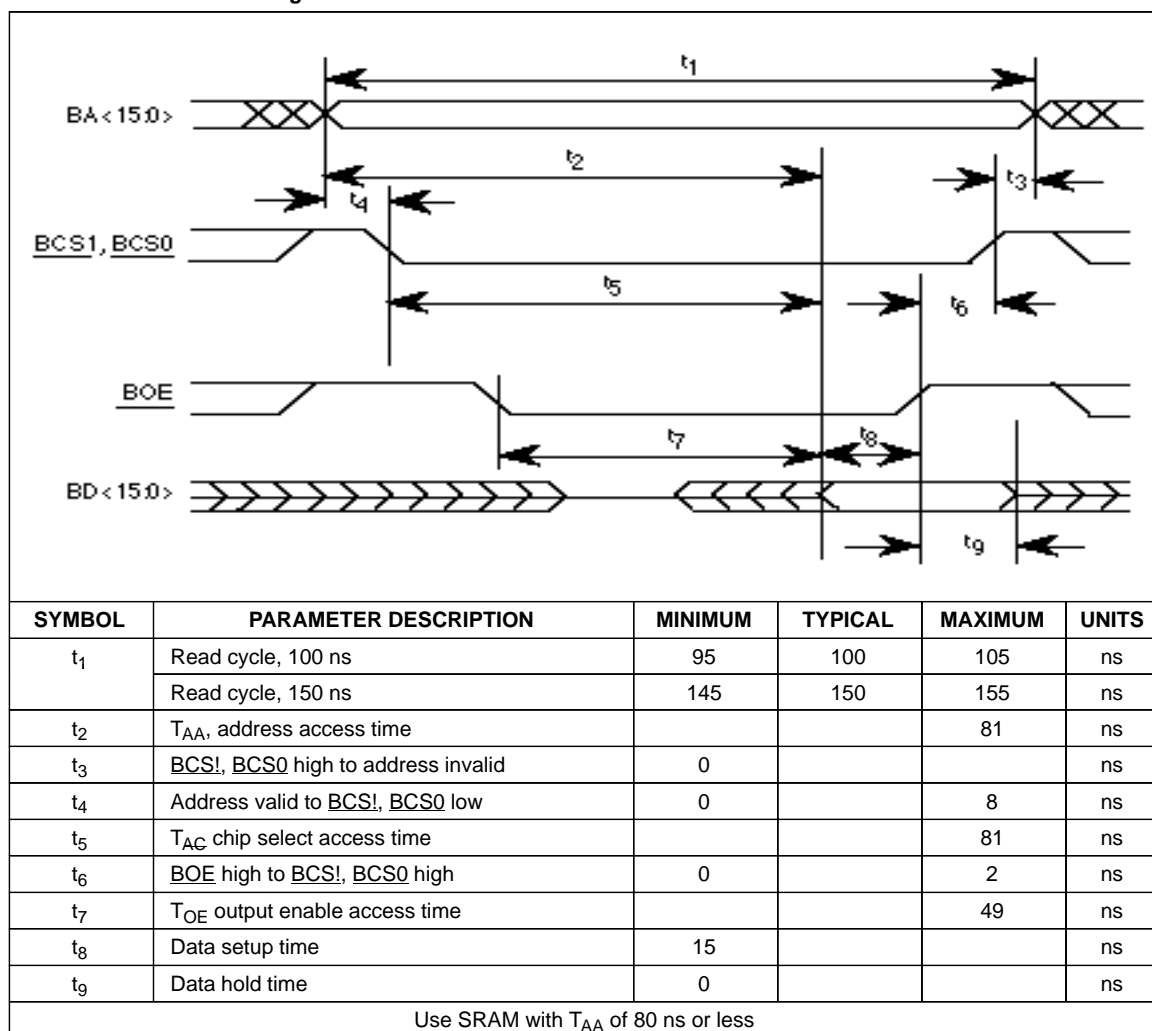 t1
BA<15:0>
t2
t3
t4
BCS1, BCS0
t5
t6
BOE
t7
t8
BD<15:0>
t9
SYMBOL PARAMETER DESCRIPTION MINIMUM TYPICAL MAXIMUM UNITS
t1 Read cycle, 100 ns 95 100 105 ns
Read cycle, 150 ns 145 150 155 ns
t2 TAA, address access time 81 ns
t3 BCS!, BCS0 high to address invalid 0 ns
t4 Address valid to BCS!, BCS0 low 0 8 ns
t5 TAC chip select access time 81 ns
t6 BOE high to BCS!, BCS0 high 0 2 ns
t7 TOE output enable access time 49 ns
t8 Data setup time 15 ns
t9 Data hold time 0 ns
Use SRAM with TAA of 80 ns or less